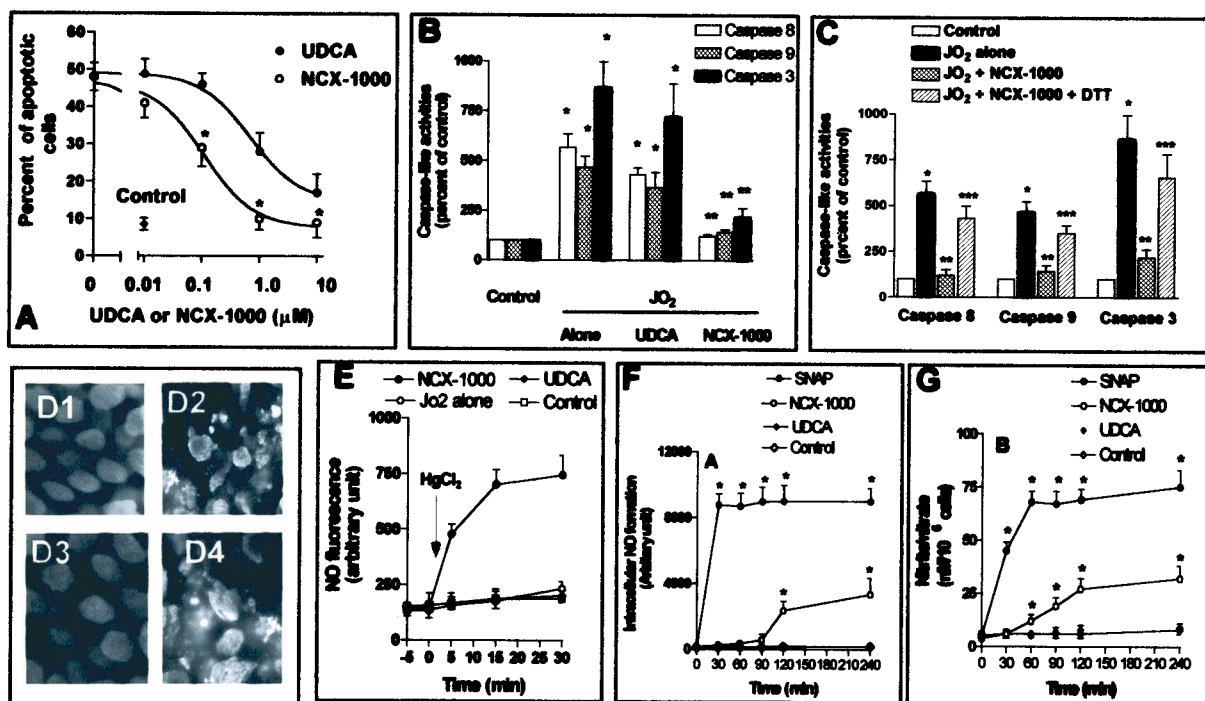 60
50
40
30
20
10
0
Percent of apoptotic
cells
UDCA
NCX-1000
*
*
*
Control
0 0.01 0.1 1.0 10
UDCA or NCX-1000 (μM)
A
B
Caspase 8
Caspase 9
Caspase 3
1000
750
500
250
0
Caspase-like activities
(percent of control)
* * * * * * ** ** **
Control
JO2
Alone UDCA NCX-1000
C
Control
JO2 alone
JO2 + NCX-1000
JO2 + NCX-1000 + DTT
1000
750
500
250
0
Caspase-like activities
(prcent of control)
* ** *** * ** *** * ** ***
Caspase 8 Caspase 9 Caspase 3
D1
D2
D3
D4
E
NCX-1000
UDCA
Jo2 alone
Control
1000
750
500
250
0
NO fluorescence
(arbitrary unit)
HgCl2
-5 0 5 10 15 20 25 30
Time (min)
F
SNAP
NCX-1000
UDCA
Control
A
12000
8000
4000
0
Intracellular NO formation
* * * * *
* *
0 30 60 90 120 240
Time (min)
G
SNAP
NCX-1000
UDCA
Control
B
100
75
50
25
0
Nitrite/nitrate
(nM/10 6 cells)
* * * * * *
* * * *
0 30 60 90 120 240
Time (min)